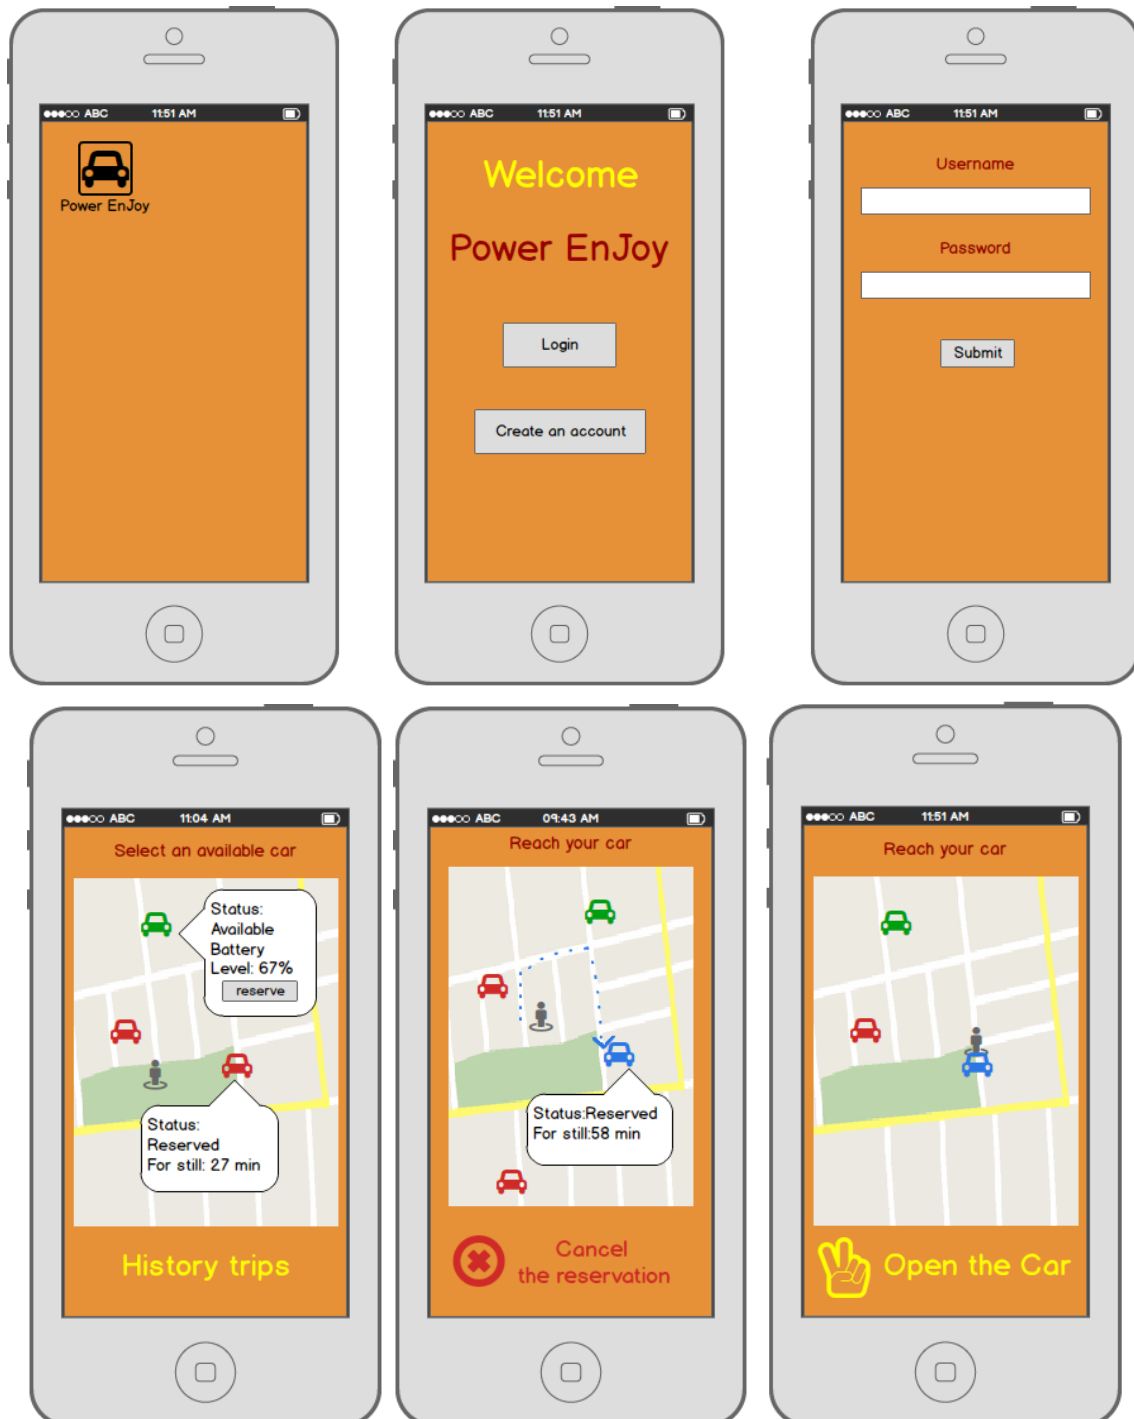 ABC 11:51 AM
Power EnJoy
ABC 11:51 AM
Welcome
Power EnJoy
Login
Create an account
ABC 11:51 AM
Username
Password
Submit
ABC 11:04 AM
Select an available car
Status:
Available
Battery
Level: 67%
reserve
Status:
Reserved
For still: 27 min
History trips
ABC 09:43 AM
Reach your car
Status:Reserved
For still:58 min
Cancel
the reservation
ABC 11:51 AM
Reach your car
Open the Car